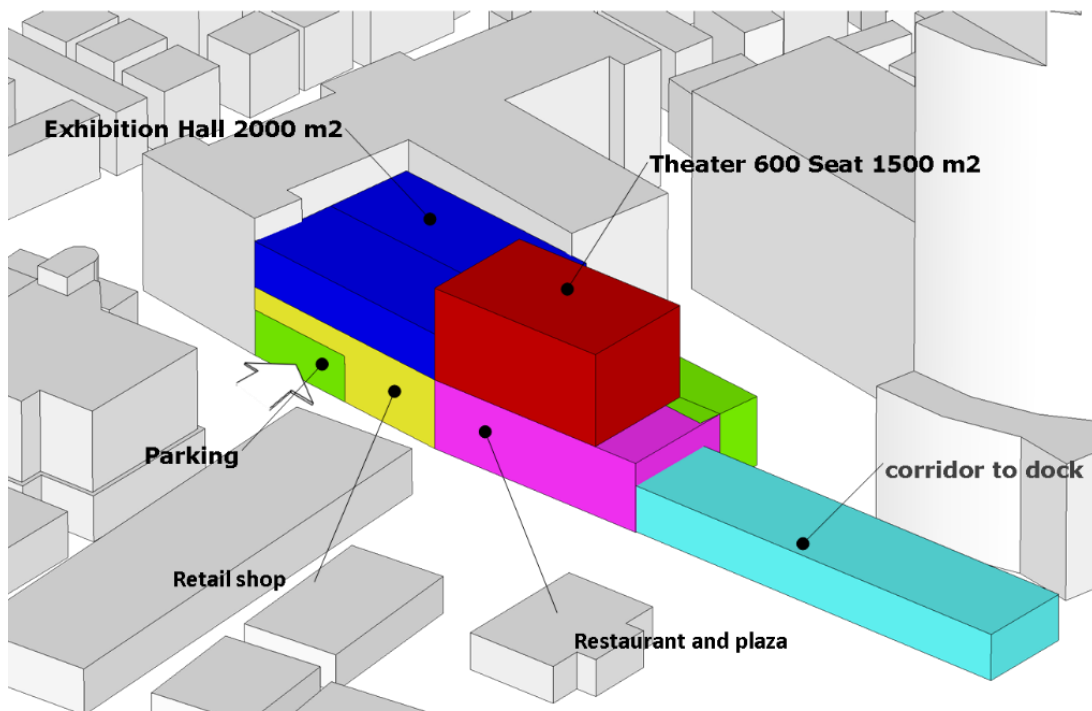 Exhibition Hall 2000 m2
Theater 600 Seat 1500 m2
Parking
corridor to dock
Retail shop
Restaurant and plaza